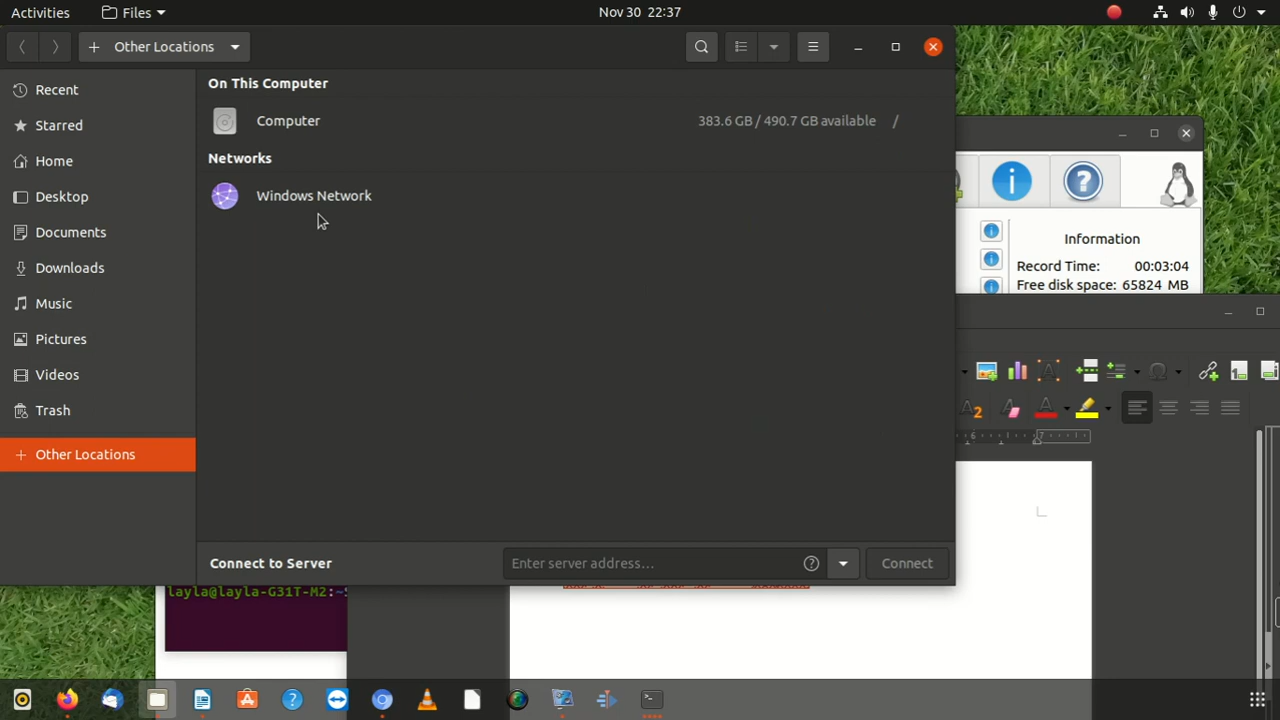 Activities
Files
Nov 30 22:37
Other Locations
Recent
Starred
Home
Desktop
Documents
Downloads
Music
Pictures
Videos
Trash
Other Locations
On This Computer
Computer
383.6 GB / 490.7 GB available /
Networks
Windows Network
Connect to Server
Enter server address…
Connect
Information
Record Time: 00:03:04
Free disk space: 65824 MB
6 7
layla@layla-G31T-M2:~$